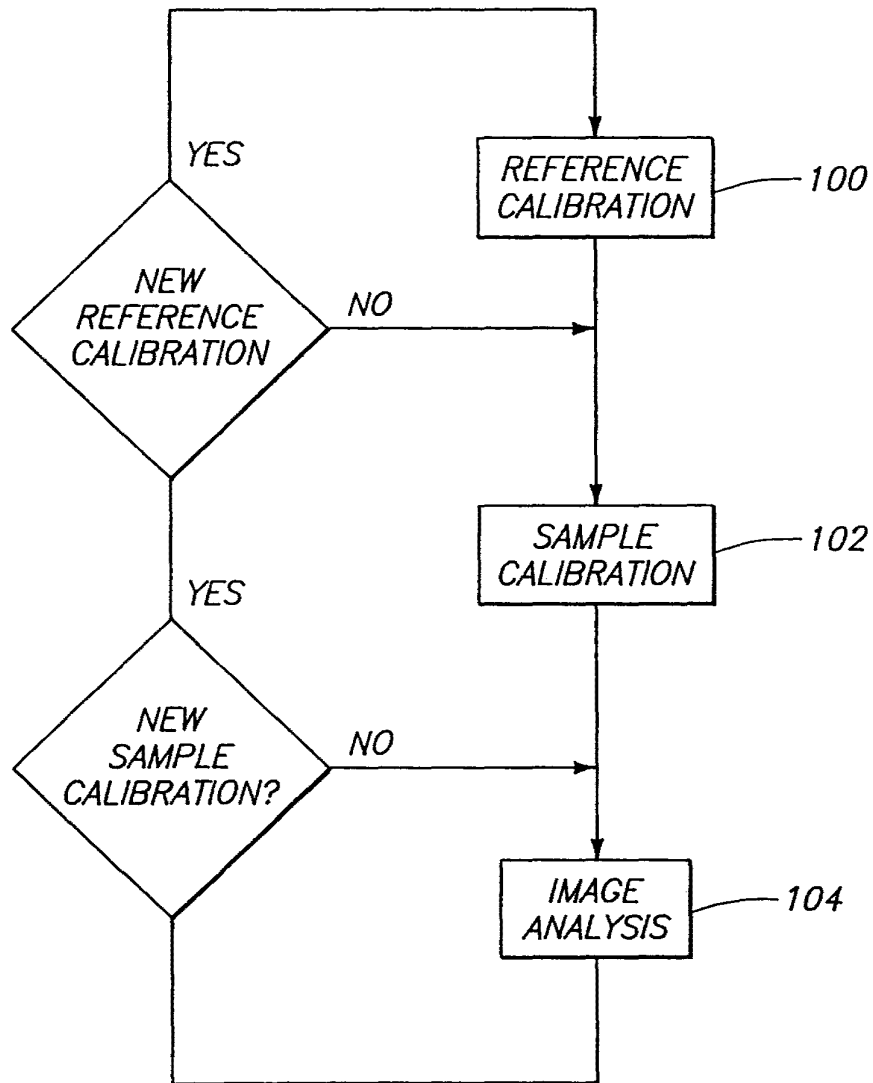 YES
REFERENCE
CALIBRATION
100
NEW
REFERENCE
CALIBRATION
NO
SAMPLE
CALIBRATION
102
YES
NEW
SAMPLE
CALIBRATION?
NO
IMAGE
ANALYSIS
104